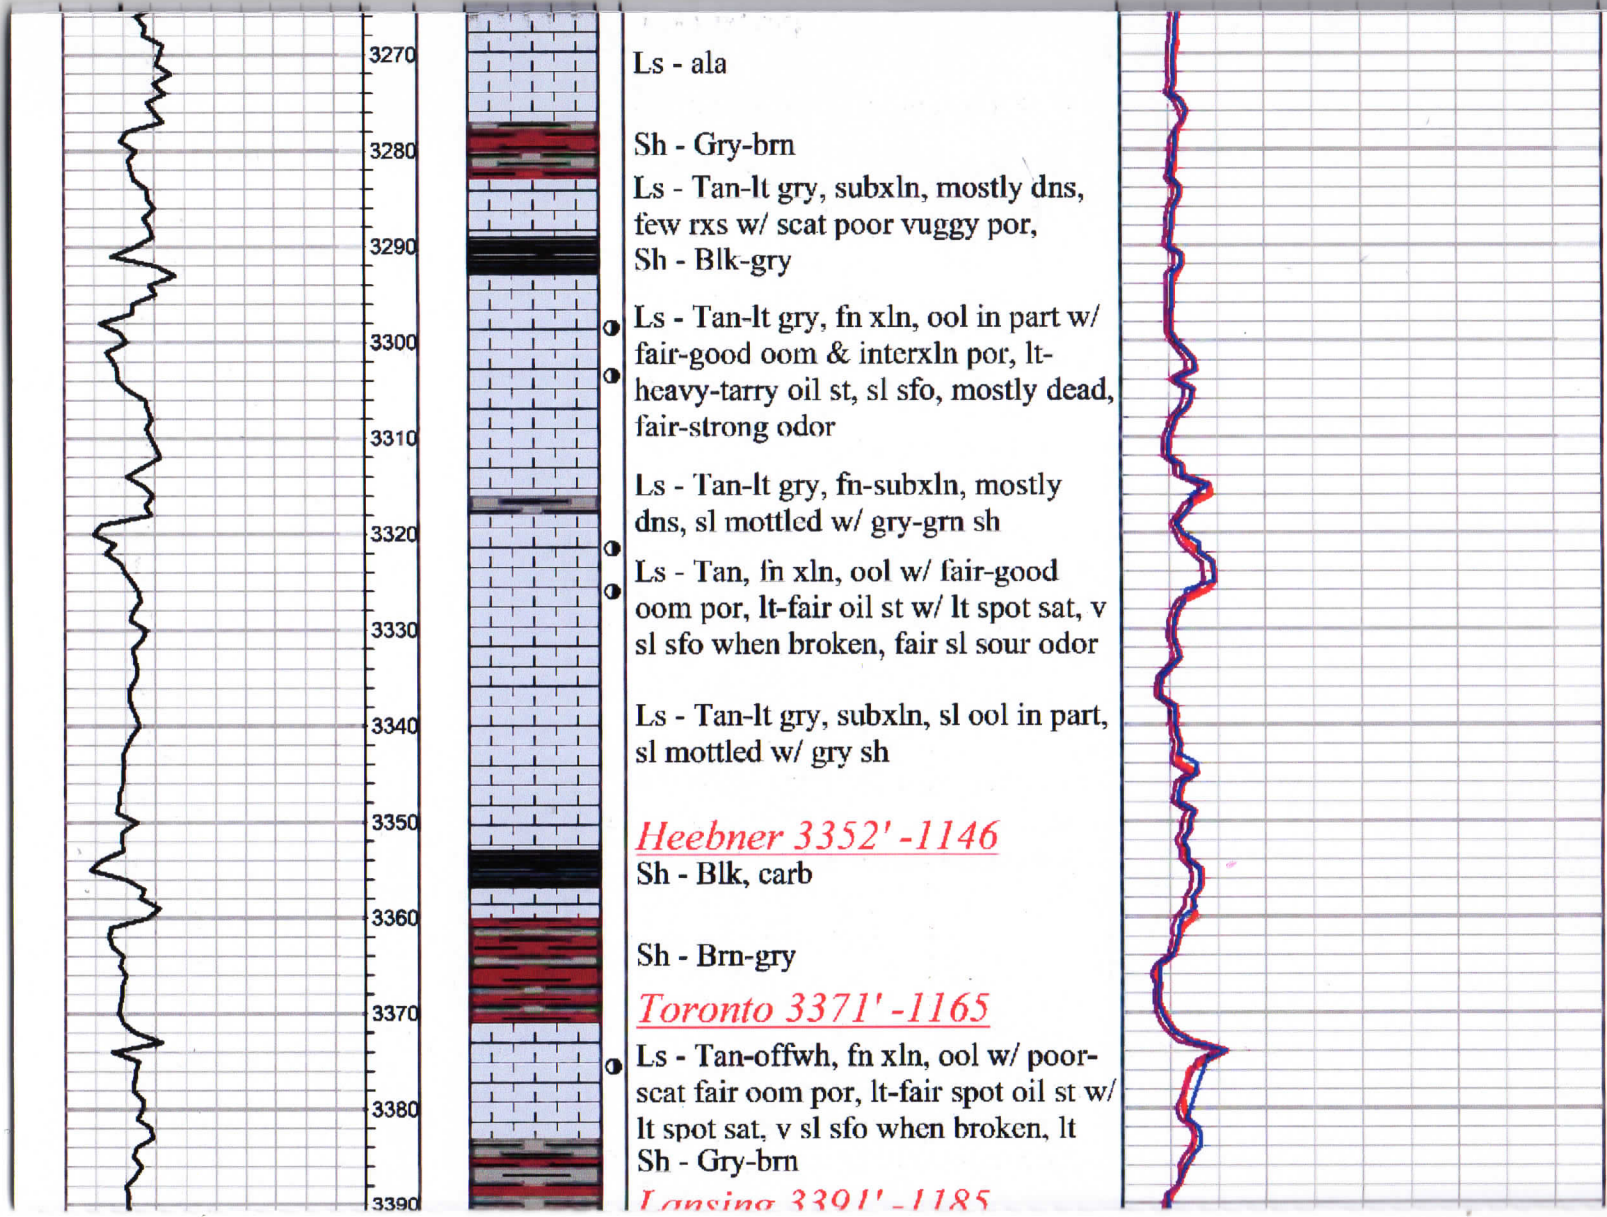 3270
Ls - ala
Sh - Gry-brn
3280
Ls - Tan-lt gry, subxln, mostly dns,
few rxs w/ scat poor vuggy por,
3290
Sh - Blk-gry
Ls - Tan-lt gry, fn xln, ool in part w/
3300
fair-good oom & interxln por, lt-
heavy-tarry oil st, sl sfo, mostly dead,
fair-strong odor
3310
Ls - Tan-lt gry, fn-subxln, mostly
dns, sl mottled w/ gry-grn sh
3320
Ls - Tan, fn xln, ool w/ fair-good
oom por, lt-fair oil st w/ lt spot sat, v
3330
sl sfo when broken, fair sl sour odor
Ls - Tan-lt gry, subxln, sl ool in part,
3340
sl mottled w/ gry sh
3350
Heebner 3352' -1146
Sh - Blk, carb
3360
Sh - Brn-gry
Toronto 3371' -1165
3370
Ls - Tan-offwh, fn xln, ool w/ poor-
scat fair oom por, lt-fair spot oil st w/
3380
lt spot sat, v sl sfo when broken, lt
Sh - Gry-brn
Lansing 3391' -1185
3390